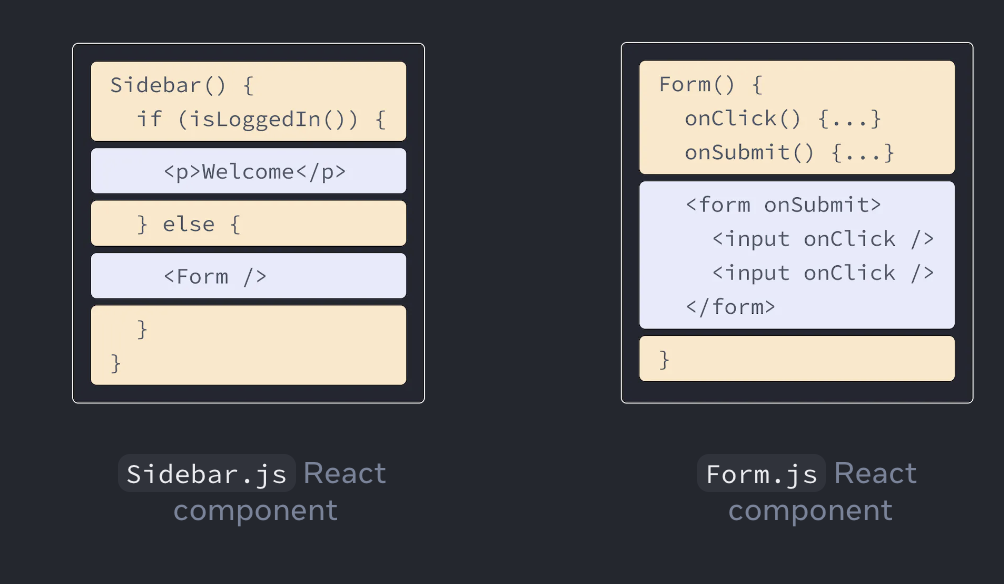 Sidebar() {
  if (isLoggedIn()) {
    <p>Welcome</p>
  } else {
    <Form />
  }
}
Sidebar.js React
component
Form() {
  onClick() {...}
  onSubmit() {...}
  <form onSubmit>
    <input onClick />
    <input onClick />
  </form>
}
Form.js React
component